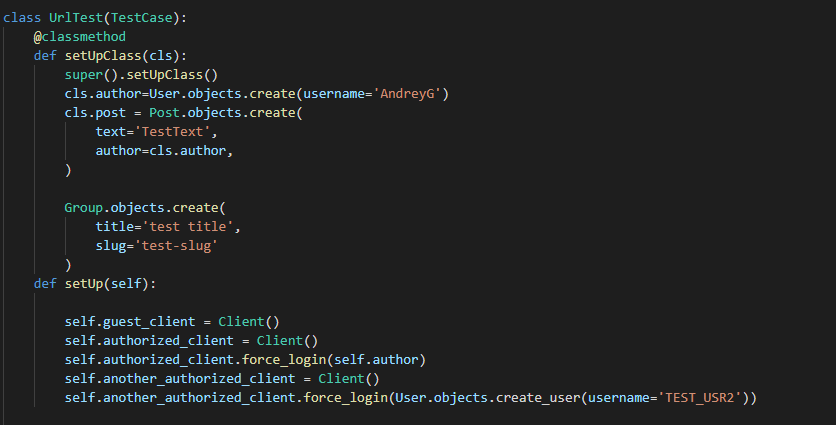 class UrlTest(TestCase):
    @classmethod
    def setUpClass(cls):
        super().setUpClass()
        cls.author=User.objects.create(username='AndreyG')
        cls.post = Post.objects.create(
            text='TestText',
            author=cls.author,
        )

        Group.objects.create(
            title='test title',
            slug='test-slug'
        )
    def setUp(self):

        self.guest_client = Client()
        self.authorized_client = Client()
        self.authorized_client.force_login(self.author)
        self.another_authorized_client = Client()
        self.another_authorized_client.force_login(User.objects.create_user(username='TEST_USR2'))